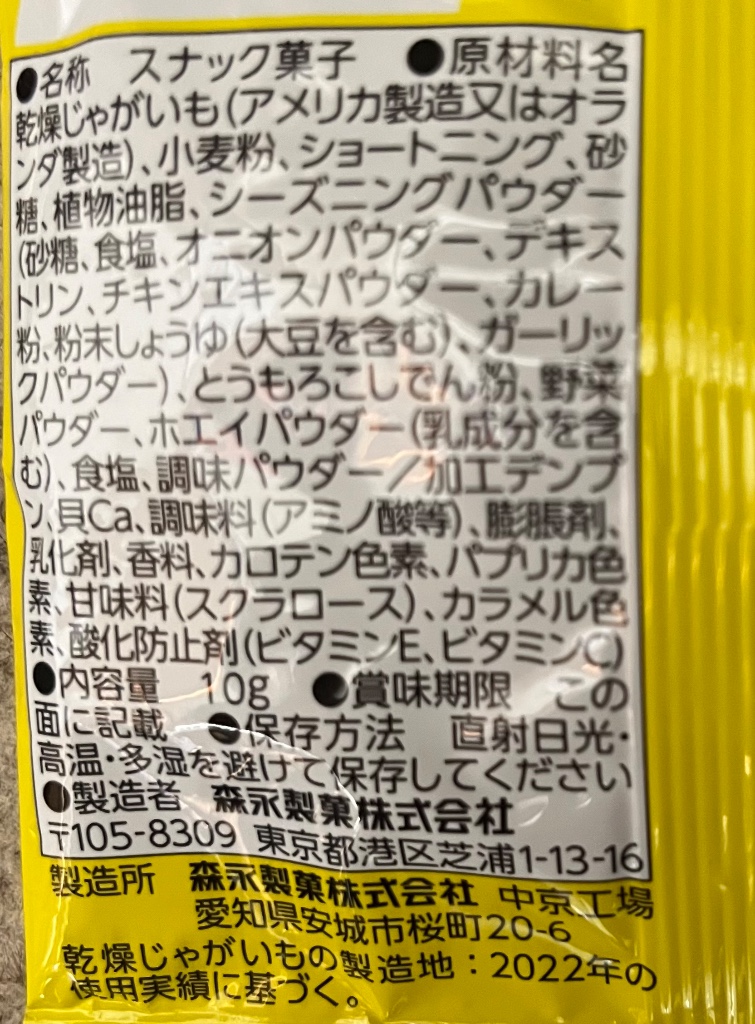 ●名称 スナック菓子 ●原材料名
乾燥じゃがいも(アメリカ製造又はオラ
ンダ製造)、小麦粉、ショートニング、砂
糖、植物油脂、シーズニングパウダー
(砂糖、食塩、オニオンパウダー、デキス
トリン、チキンエキスパウダー、カレー
粉、粉末しょうゆ(大豆を含む)、ガーリッ
クパウダー)、とうもろこしでん粉、野菜
パウダー、ホエイパウダー(乳成分を含
む)、食塩、調味パウダー/加工デンプ
ン、貝Ca、調味料(アミノ酸等)、膨脹剤、
乳化剤、香料、カロテン色素、パプリカ色
素、甘味料(スクラロース)、カラメル色
素、酸化防止剤(ビタミンE、ビタミンC)
●内容量 10g ●賞味期限 この
面に記載 ●保存方法 直射日光・
高温・多湿を避けて保存してください
●製造者 森永製菓株式会社
〒105-8309 東京都港区芝浦1-13-16
製造所 森永製菓株式会社 中京工場
愛知県安城市桜町20-6
乾燥じゃがいもの製造地:2022年の
使用実績に基づく。